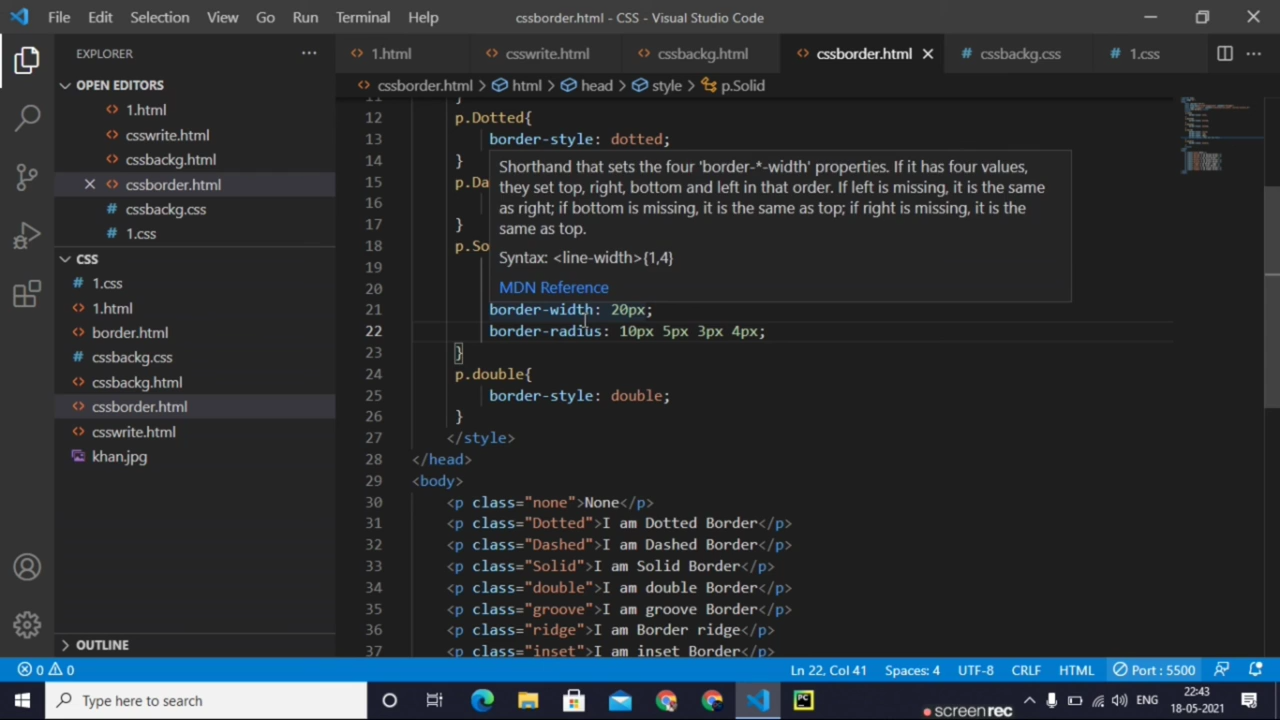 File Edit Selection View Go Run Terminal Help cssborder.html - CSS - Visual Studio Code
EXPLORER
1.html csswrite.html cssbackg.html cssborder.html cssbackg.css 1.css
OPEN EDITORS
1.html
csswrite.html
cssbackg.html
cssborder.html
cssbackg.css
1.css
CSS
1.css
1.html
border.html
cssbackg.css
cssbackg.html
cssborder.html
csswrite.html
khan.jpg
OUTLINE
cssborder.html > html > head > style > p.Solid
11 }
12 p.Dotted{
13 border-style: dotted;
14 }
15 p.Da
16
17 }
18 p.So
19
20
Shorthand that sets the four 'border-*-width' properties. If it has four values,
they set top, right, bottom and left in that order. If left is missing, it is the same
as right; if bottom is missing, it is the same as top; if right is missing, it is the
same as top.
Syntax: <line-width>{1,4}
MDN Reference
21 border-width: 20px;
22 border-radius: 10px 5px 3px 4px;
23 }
24 p.double{
25 border-style: double;
26 }
27 </style>
28 </head>
29 <body>
30 <p class="none">None</p>
31 <p class="Dotted">I am Dotted Border</p>
32 <p class="Dashed">I am Dashed Border</p>
33 <p class="Solid">I am Solid Border</p>
34 <p class="double">I am double Border</p>
35 <p class="groove">I am groove Border</p>
36 <p class="ridge">I am Border ridge</p>
37 <p class="inset">I am inset Border</p>
0 0 Ln 22, Col 41 Spaces: 4 UTF-8 CRLF HTML Port : 5500
Type here to search
ENG
22:43
18-05-2021
screenrec